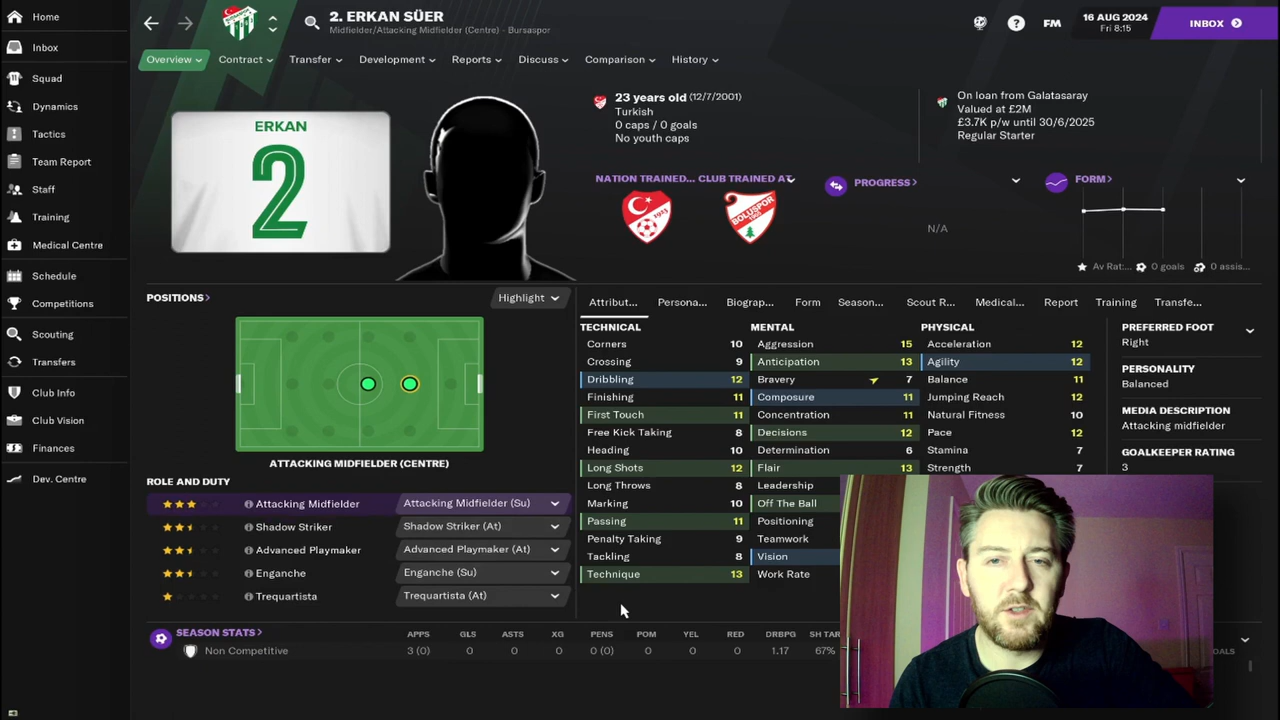 Home
Inbox
Squad
Dynamics
Tactics
Team Report
Staff
Training
Medical Centre
Schedule
Competitions
Scouting
Transfers
Club Info
Club Vision
Finances
Dev. Centre
2. ERKAN SÜER
Midfielder/Attacking Midfielder (Centre) - Bursaspor
FM
16 AUG 2024
Fri 8:15
INBOX
Overview
Contract
Transfer
Development
Reports
Discuss
Comparison
History
ERKAN
2
23 years old (12/7/2001)
Turkish
0 caps / 0 goals
No youth caps
On loan from Galatasaray
Valued at £2M
£3.7K p/w until 30/6/2025
Regular Starter
NATION TRAINED... CLUB TRAINED AT
PROGRESS
N/A
FORM
Av Rat:... 0 goals 0 assis...
POSITIONS
Highlight
ATTACKING MIDFIELDER (CENTRE)
ROLE AND DUTY
Attacking Midfielder Attacking Midfielder (Su)
Shadow Striker Shadow Striker (At)
Advanced Playmaker Advanced Playmaker (At)
Enganche Enganche (Su)
Trequartista Trequartista (At)
Attribut... Persona... Biograp... Form Season... Scout R... Medical... Report Training Transfe...
TECHNICAL
Corners 10
Crossing 9
Dribbling 12
Finishing 11
First Touch 11
Free Kick Taking 8
Heading 10
Long Shots 12
Long Throws 8
Marking 10
Passing 11
Penalty Taking 9
Tackling 8
Technique 13
MENTAL
Aggression 15
Anticipation 13
Bravery 7
Composure 11
Concentration 11
Decisions 12
Determination 6
Flair 13
Leadership
Off The Ball
Positioning
Teamwork
Vision
Work Rate
PHYSICAL
Acceleration 12
Agility 12
Balance 11
Jumping Reach 12
Natural Fitness 10
Pace 12
Stamina 7
Strength 7
PREFERRED FOOT
Right
PERSONALITY
Balanced
MEDIA DESCRIPTION
Attacking midfielder
GOALKEEPER RATING
3
SEASON STATS
APPS GLS ASTS XG PENS POM YEL RED DRBPG SH TAR
Non Competitive 3 (0) 0 0 0 0 (0) 0 0 0 1.17 67%